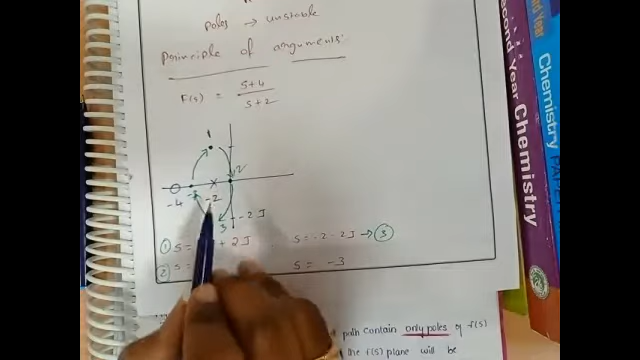 Poles → unstable
Principle of arguments:
F(s) = s+4
s+2
1
2
-4
-2
3
-2J
① s = + 2J s = -2-2J → ③
② s = s = -3
path contain only poles of f(s)
the f(s) plane will be
Second Year Chemistry
Chemistry